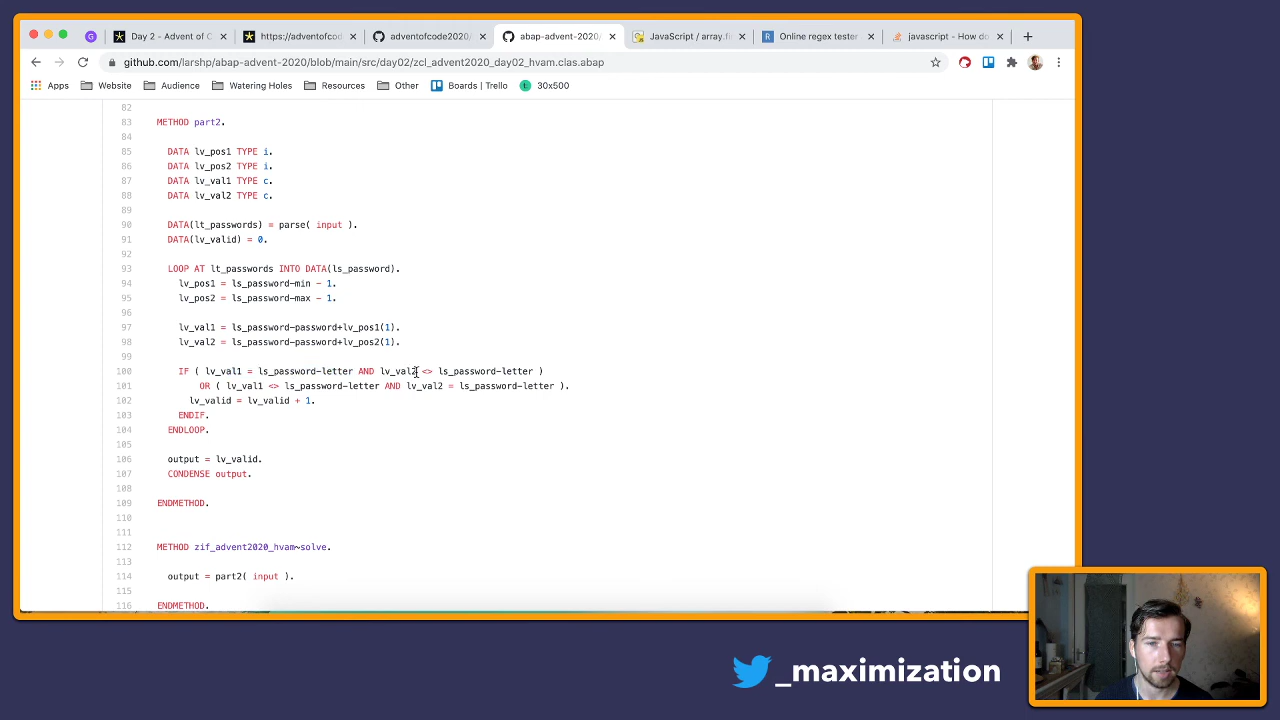 Day 2 - Advent of C
https://adventofcod
adventofcode2020/
abap-advent-2020/
JavaScript / array.fi
Online regex tester
javascript - How do
github.com/larshp/abap-advent-2020/blob/main/src/day02/zcl_advent2020_day02_hvam.clas.abap
Apps
Website
Audience
Watering Holes
Resources
Other
Boards | Trello
30x500
82
83 METHOD part2.
84
85 DATA lv_pos1 TYPE i.
86 DATA lv_pos2 TYPE i.
87 DATA lv_val1 TYPE c.
88 DATA lv_val2 TYPE c.
89
90 DATA(lt_passwords) = parse( input ).
91 DATA(lv_valid) = 0.
92
93 LOOP AT lt_passwords INTO DATA(ls_password).
94 lv_pos1 = ls_password-min - 1.
95 lv_pos2 = ls_password-max - 1.
96
97 lv_val1 = ls_password-password+lv_pos1(1).
98 lv_val2 = ls_password-password+lv_pos2(1).
99
100 IF ( lv_val1 = ls_password-letter AND lv_val2 <> ls_password-letter )
101 OR ( lv_val1 <> ls_password-letter AND lv_val2 = ls_password-letter ).
102 lv_valid = lv_valid + 1.
103 ENDIF.
104 ENDLOOP.
105
106 output = lv_valid.
107 CONDENSE output.
108
109 ENDMETHOD.
110
111
112 METHOD zif_advent2020_hvam~solve.
113
114 output = part2( input ).
115
116 ENDMETHOD.
_maximization